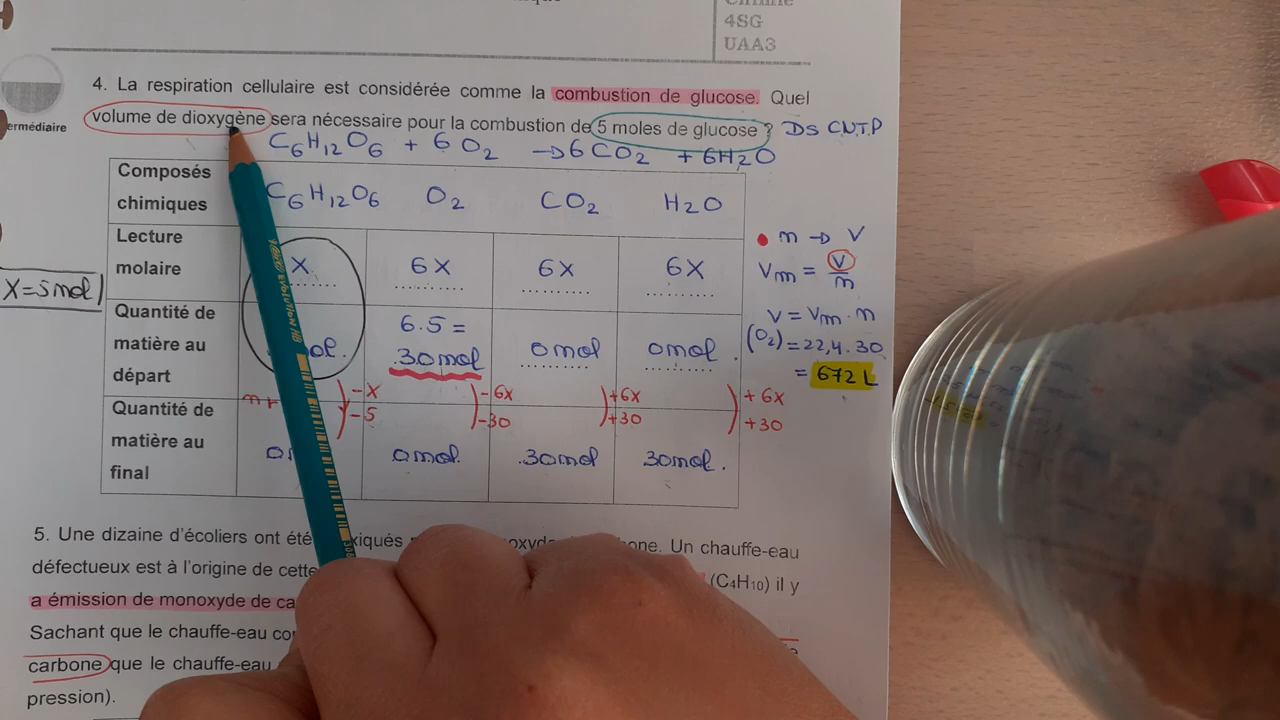 4SG
UAA3
4. La respiration cellulaire est considérée comme la combustion de glucose. Quel
ermédiaire
volume de dioxygène sera nécessaire pour la combustion de 5 moles de glucose ? Ds C.N.T.P
C6H12O6 + 6 O2 → 6 CO2 + 6H2O
Composés
chimiques
C6H12O6 O2 CO2 H2O
Lecture
molaire
X 6X 6X 6X
X=5mol
Quantité de
matière au
départ
6.5=
30mol 0mol 0mol
-X -6X +6X +6X
-5 -30 +30 +30
Quantité de
matière au
final
0mol 30mol 30mol.
• n → V
Vm = V/n
V = Vm . n
(O2) = 22,4 . 30
= 672 L
5. Une dizaine d'écoliers ont été Un chauffe-eau
défectueux est à l'origine de cette (C4H10) il y
a émission de monoxyde de
Sachant que le chauffe-eau
carbone que le chauffe-eau
pression).